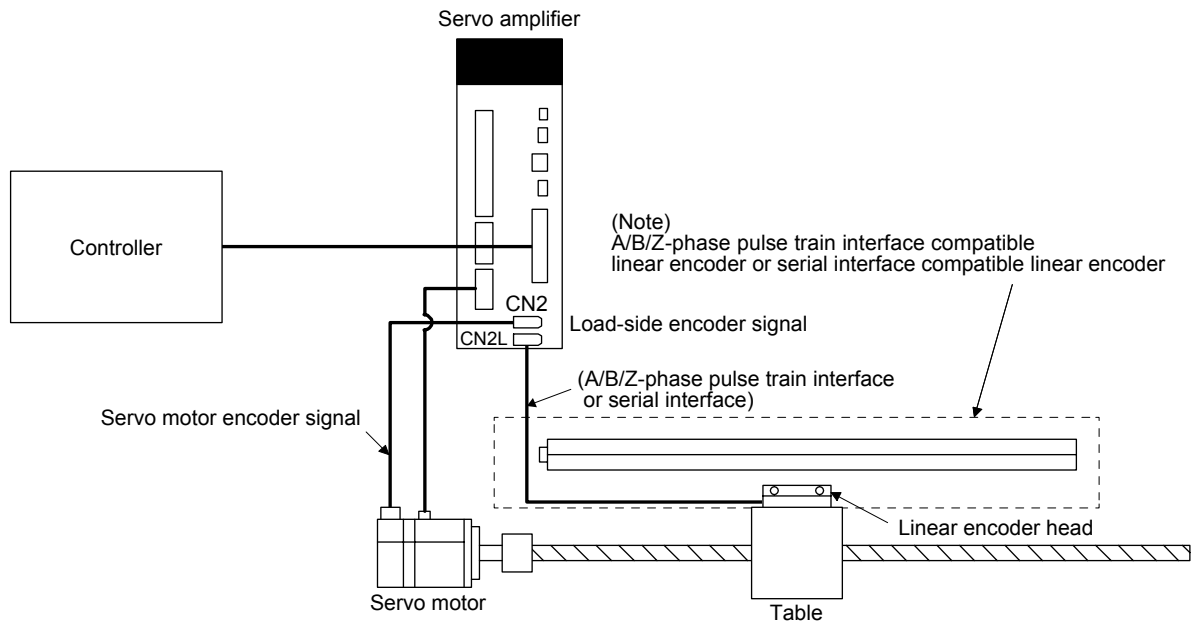 Servo amplifier
Controller
(Note)
A/B/Z-phase pulse train interface compatible
linear encoder or serial interface compatible linear encoder
CN2
CN2L
Load-side encoder signal
(A/B/Z-phase pulse train interface
or serial interface)
Servo motor encoder signal
Linear encoder head
Servo motor
Table